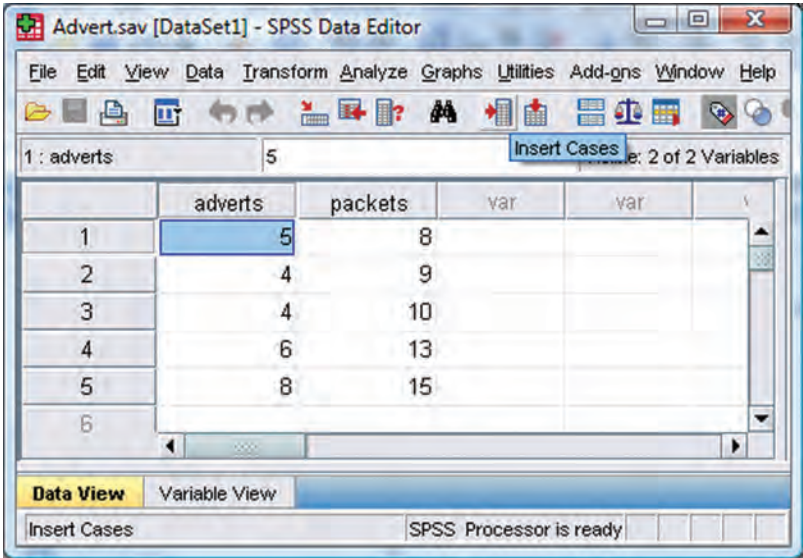 Advert.sav [DataSet1] - SPSS Data Editor
File Edit View Data Transform Analyze Graphs Utilities Add-ons Window Help
1 : adverts 5 Insert Cases e: 2 of 2 Variables
adverts packets var var
1 5 8
2 4 9
3 4 10
4 6 13
5 8 15
6
Data View Variable View
Insert Cases SPSS Processor is ready